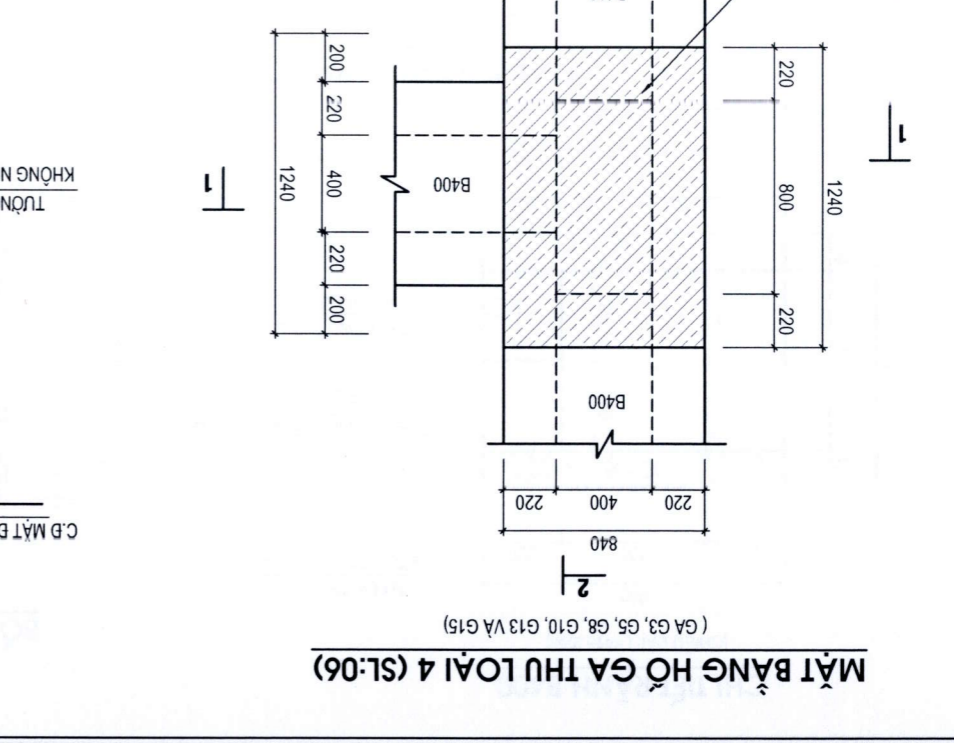 MẶT BẰNG HỐ GA THU LOẠI 4 (SL:06)
( GA G3, G5, G8, G10, G13 VÀ G15)
2
840
220 400 220
C.Đ MẶT Đ
B400
220
200
220
1240
800
B400
400
1240
1
1
TƯỜN
KHÔNG N
220
220
200